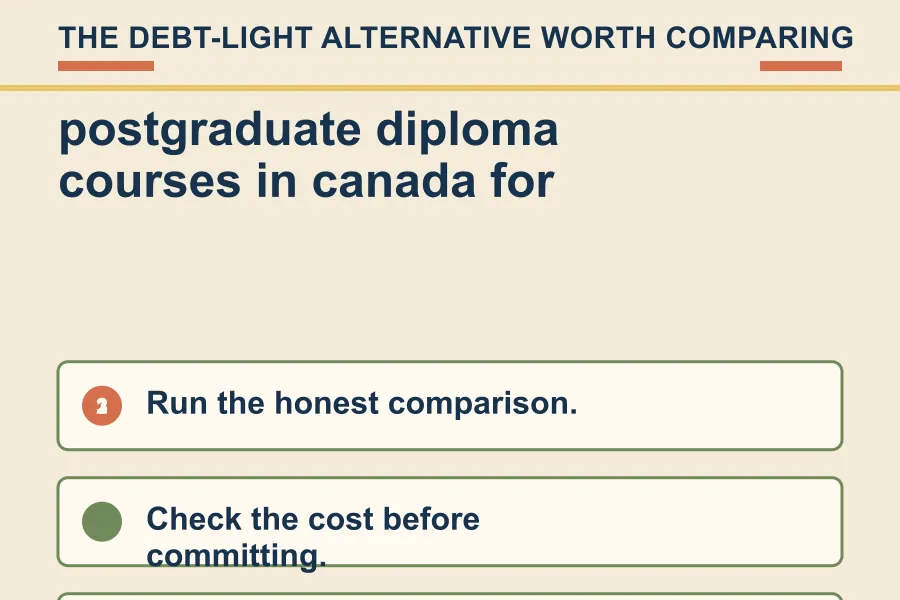 THE DEBT-LIGHT ALTERNATIVE WORTH COMPARING
postgraduate diploma
courses in canada for
Run the honest comparison.
Check the cost before
committing.